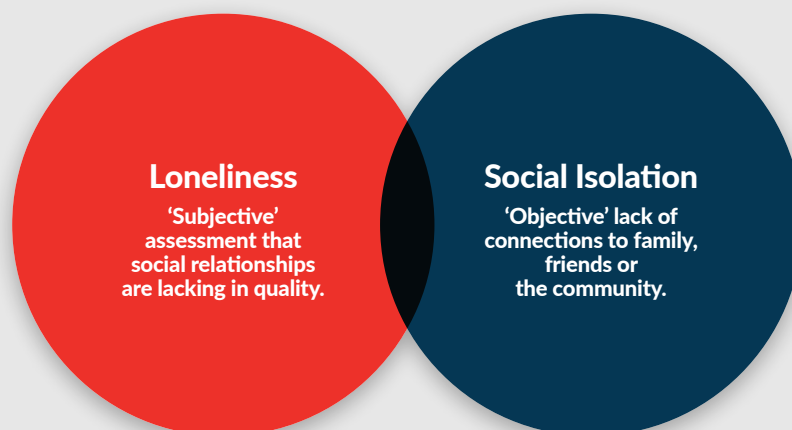 Loneliness
‘Subjective’
assessment that
social relationships
are lacking in quality.
Social Isolation
‘Objective’ lack of
connections to family,
friends or
the community.